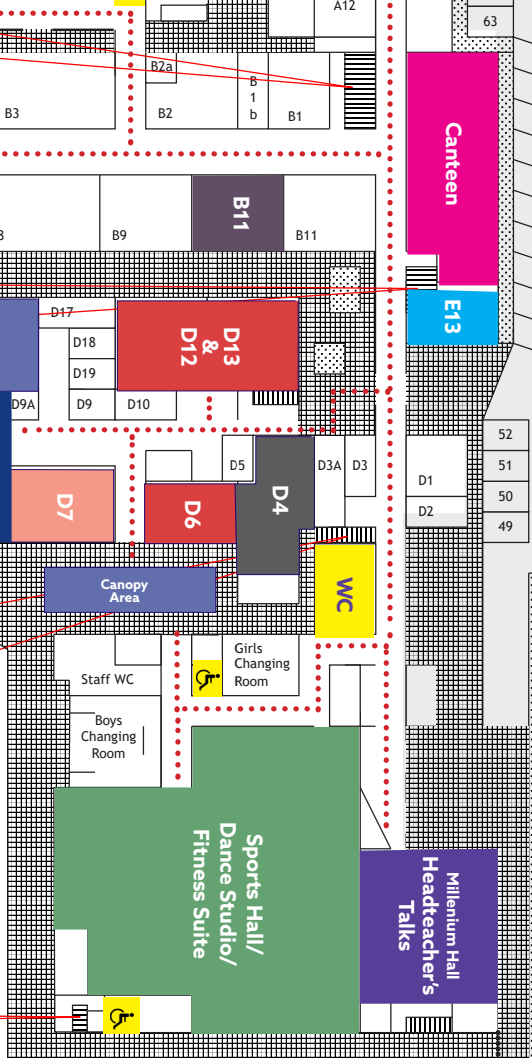 A12
63
B2a
B
1
b
B3
B2
B1
Canteen
B9
B11
B11
E13
D17
D18
D19
D13
&
D12
D9A
D9
D10
D5
D3A
D3
D4
D7
D6
D1
D2
52
51
50
49
Canopy
Area
WC
Girls
Changing
Room
Staff WC
Boys
Changing
Room
Sports Hall/
Dance Studio/
Fitness Suite
Millenium Hall
Headteacher's
Talks